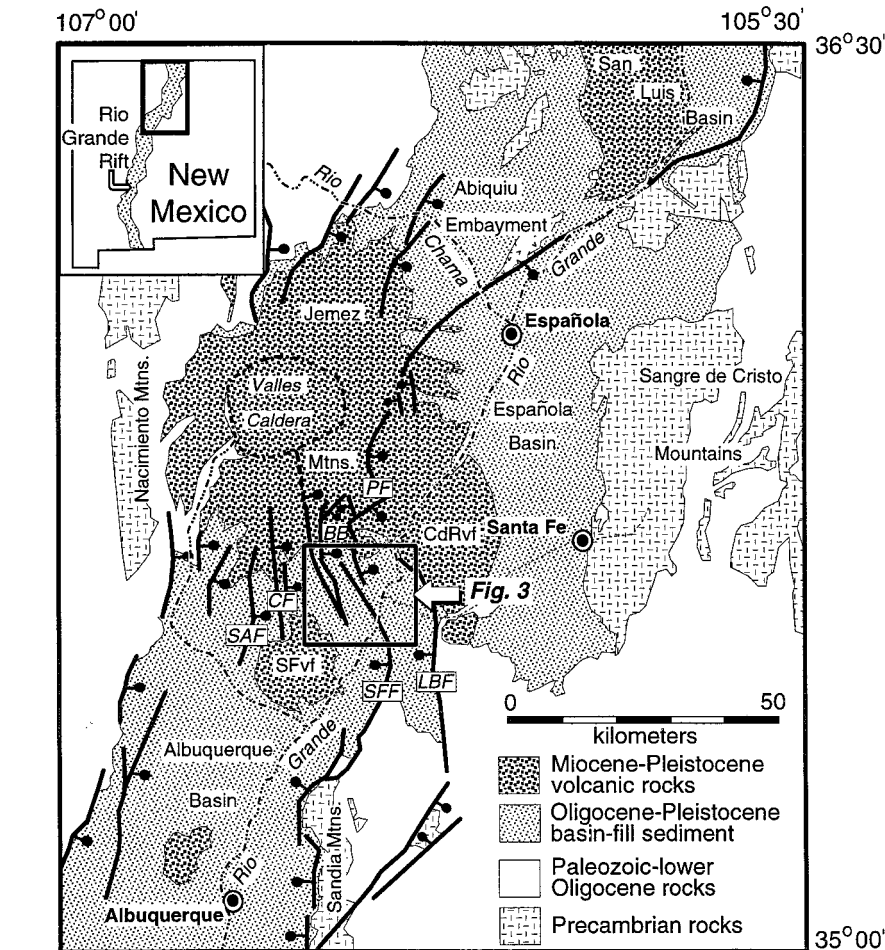 107° 00'
105° 30'
36° 30'
San
Luis
Basin
Rio
Grande
Rift
New
Mexico
Rio
Chama
Abiquiu
Embayment
Grande
Jemez
Española
Rio
Valles
Caldera
Nacimiento Mtns.
Sangre de Cristo
Española
Basin
Mountains
Mtns.
PF
BB
CdRvf
Santa Fe
Fig. 3
CF
SAF
SFvf
SFF
LBF
0 50
kilometers
Grande
Albuquerque
Basin
Miocene-Pleistocene
volcanic rocks
Oligocene-Pleistocene
basin-fill sediment
Sandia Mtns.
Paleozoic-lower
Oligocene rocks
Rio
Albuquerque
Precambrian rocks
35° 00'